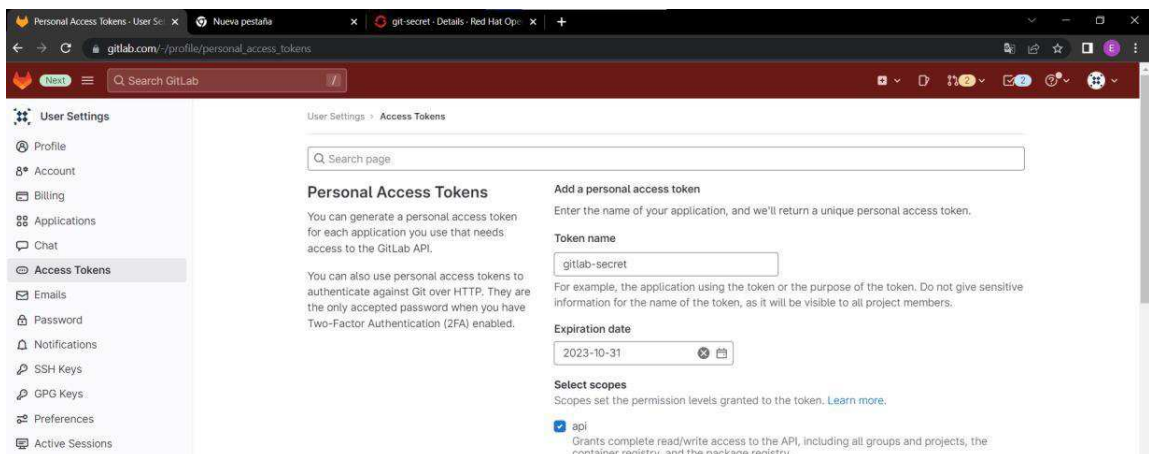 Personal Access Tokens · User Se
Nueva pestaña
git-secret · Details · Red Hat Ope
gitlab.com/-/profile/personal_access_tokens
E
Next
Search GitLab
/
2
2
User Settings
Profile
Account
Billing
Applications
Chat
Access Tokens
Emails
Password
Notifications
SSH Keys
GPG Keys
Preferences
Active Sessions
User Settings > Access Tokens
Search page
Personal Access Tokens
You can generate a personal access token
for each application you use that needs
access to the GitLab API.
You can also use personal access tokens to
authenticate against Git over HTTP. They are
the only accepted password when you have
Two-Factor Authentication (2FA) enabled.
Add a personal access token
Enter the name of your application, and we'll return a unique personal access token.
Token name
gitlab-secret
For example, the application using the token or the purpose of the token. Do not give sensitive
information for the name of the token, as it will be visible to all project members.
Expiration date
2023-10-31
Select scopes
Scopes set the permission levels granted to the token. Learn more.
api
Grants complete read/write access to the API, including all groups and projects, the
container registry, and the package registry.